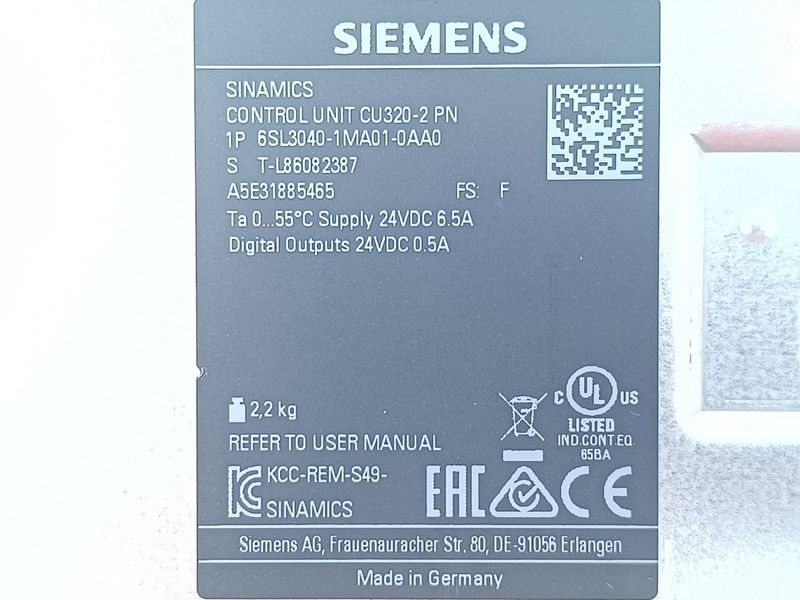 SIEMENS
SINAMICS
CONTROL UNIT CU320-2 PN
1P 6SL3040-1MA01-0AA0
S T-L86082387
A5E31885465 FS: F
Ta 0...55°C Supply 24VDC 6.5A
Digital Outputs 24VDC 0.5A
2,2 kg
REFER TO USER MANUAL
C UL US
LISTED
IND.CONT.EQ.
65BA
KCC-REM-S49-
SINAMICS
EAC CE
Siemens AG, Frauenauracher Str. 80, DE-91056 Erlangen
Made in Germany